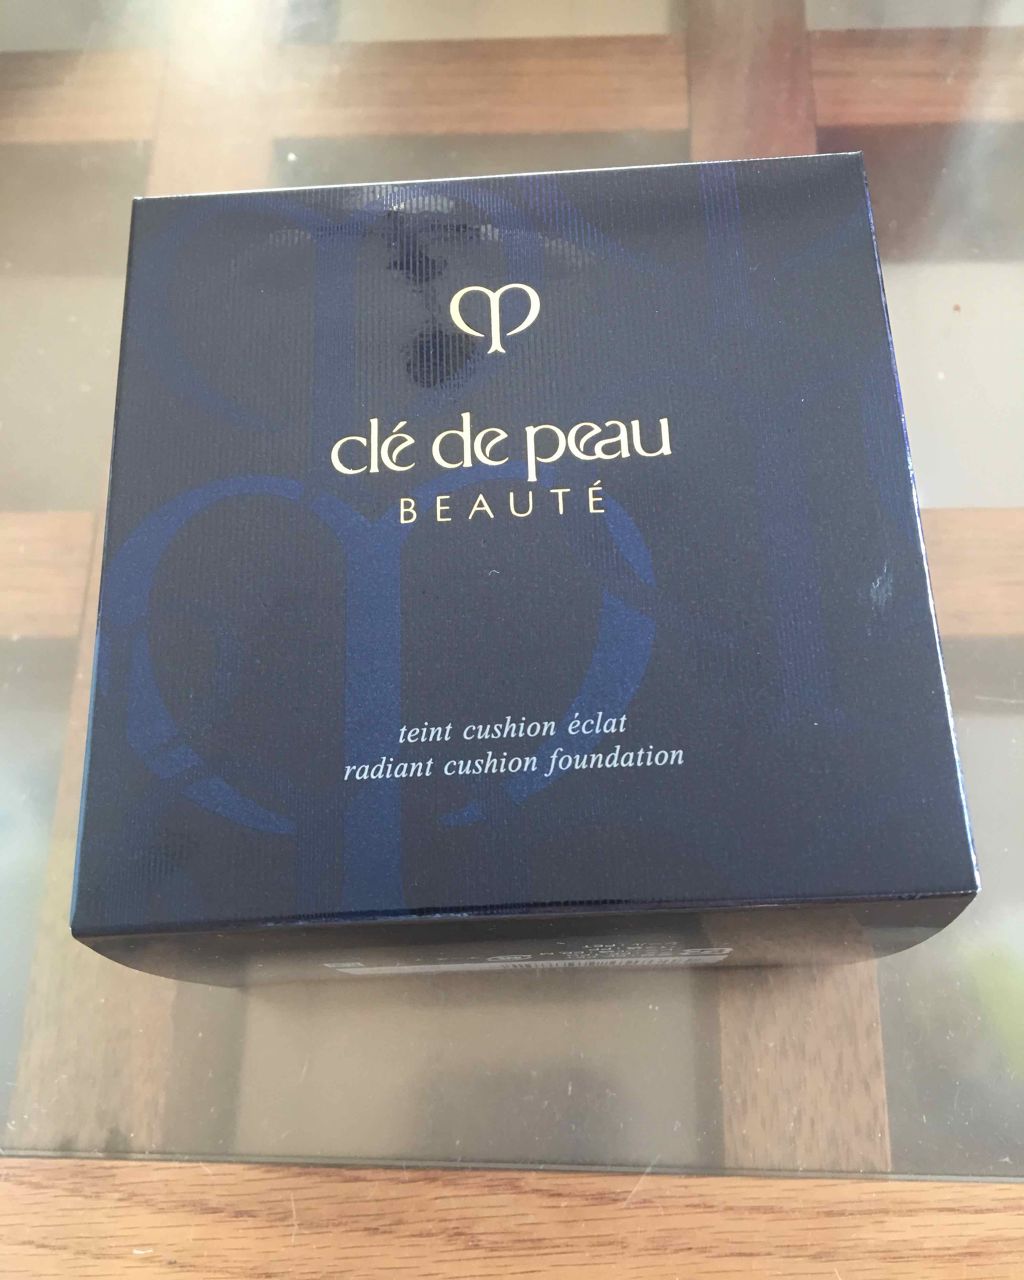 clé de peau
BEAUTÉ
teint cushion éclat
radiant cushion foundation